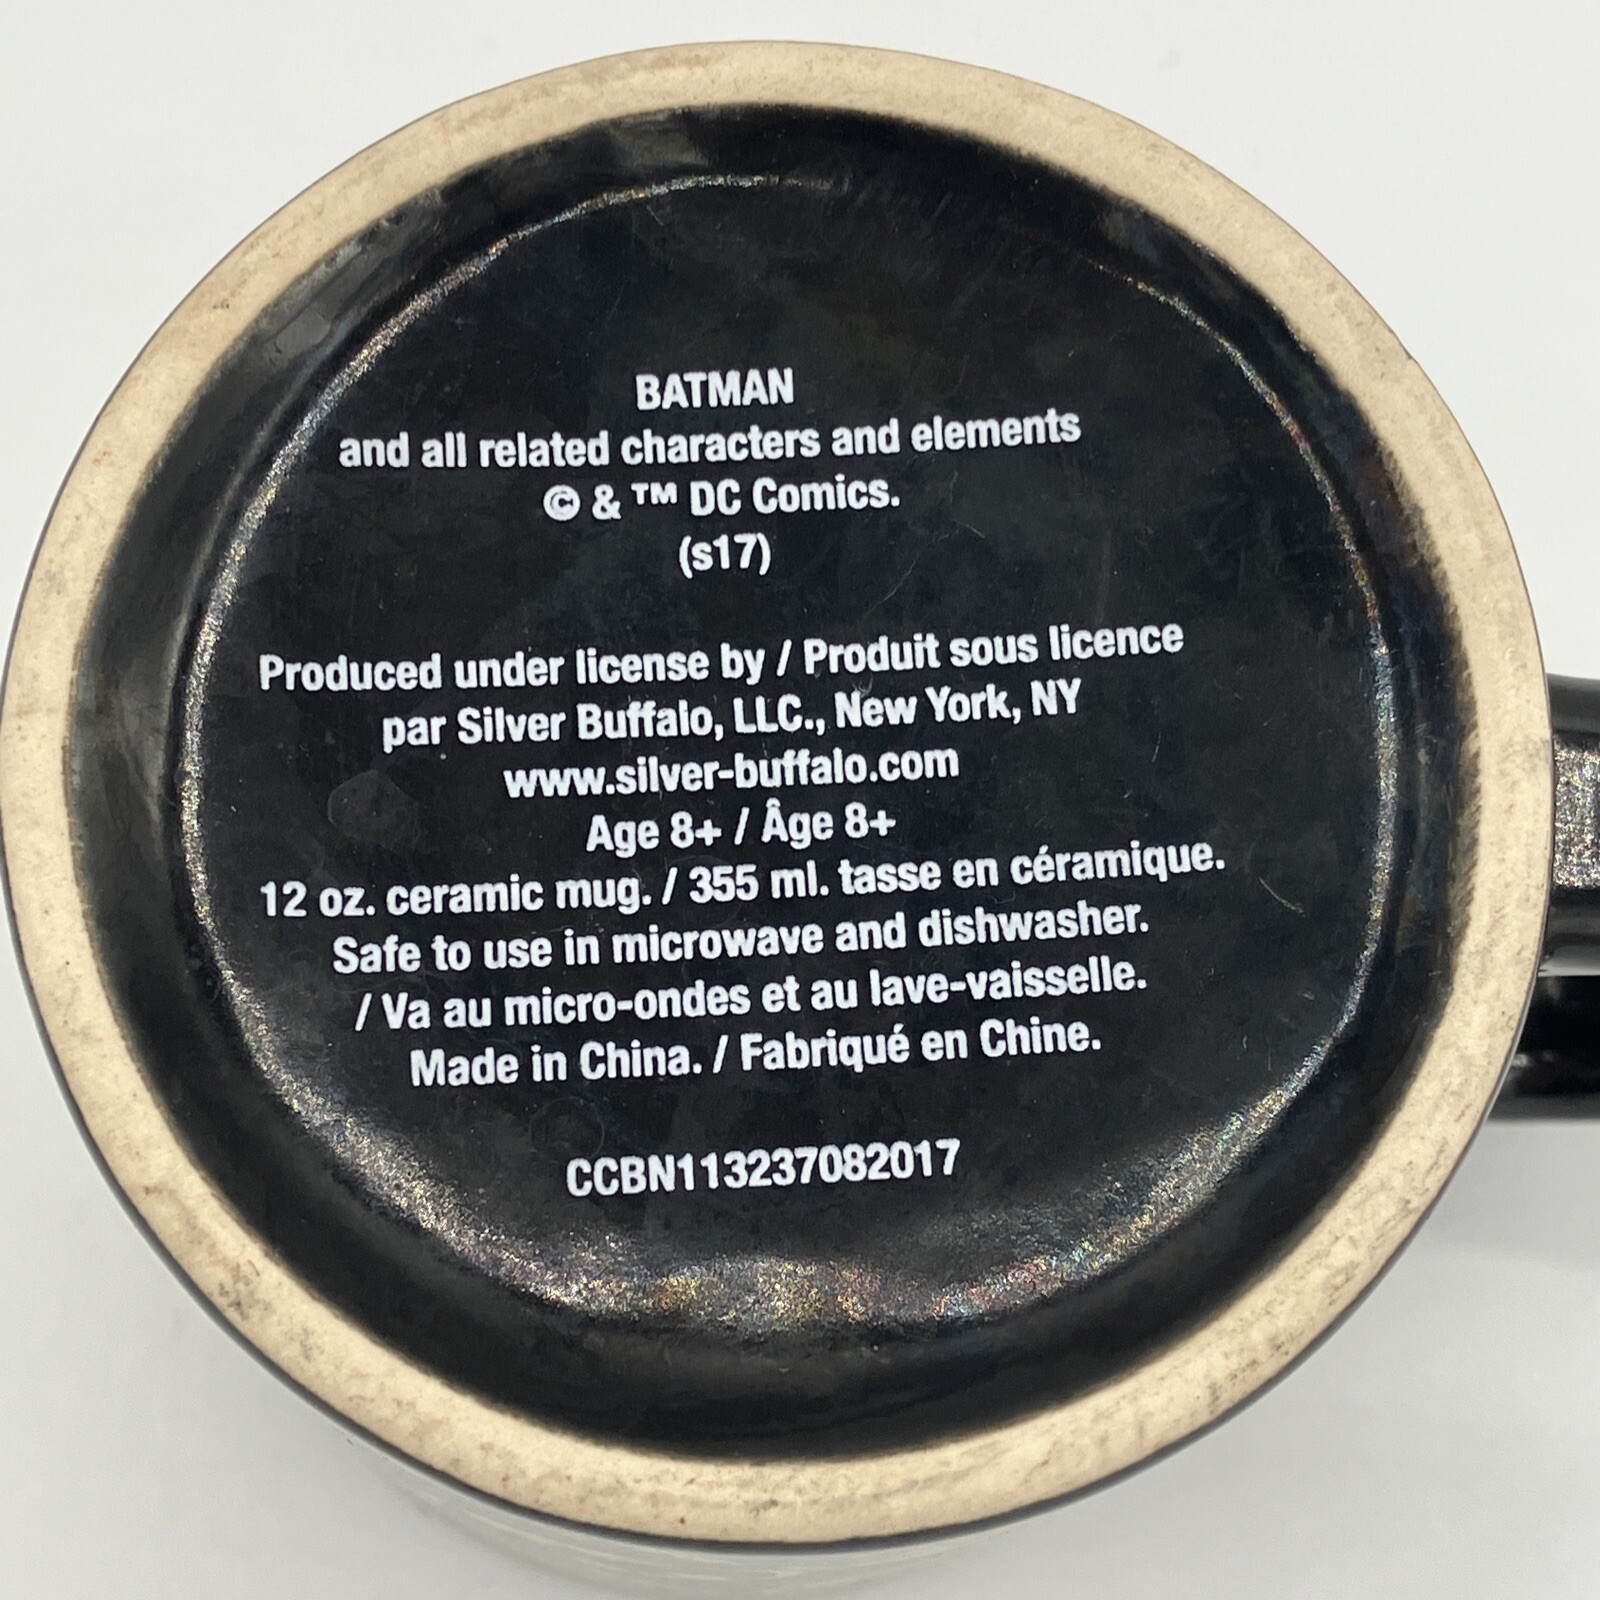 BATMAN
and all related characters and elements
© & ™ DC Comics.
(s17)
Produced under license by / Produit sous licence
par Silver Buffalo, LLC., New York, NY
www.silver-buffalo.com
Age 8+ / Âge 8+
12 oz. ceramic mug. / 355 ml. tasse en céramique.
Safe to use in microwave and dishwasher.
/ Va au micro-ondes et au lave-vaisselle.
Made in China. / Fabriqué en Chine.
CCBN113237082017